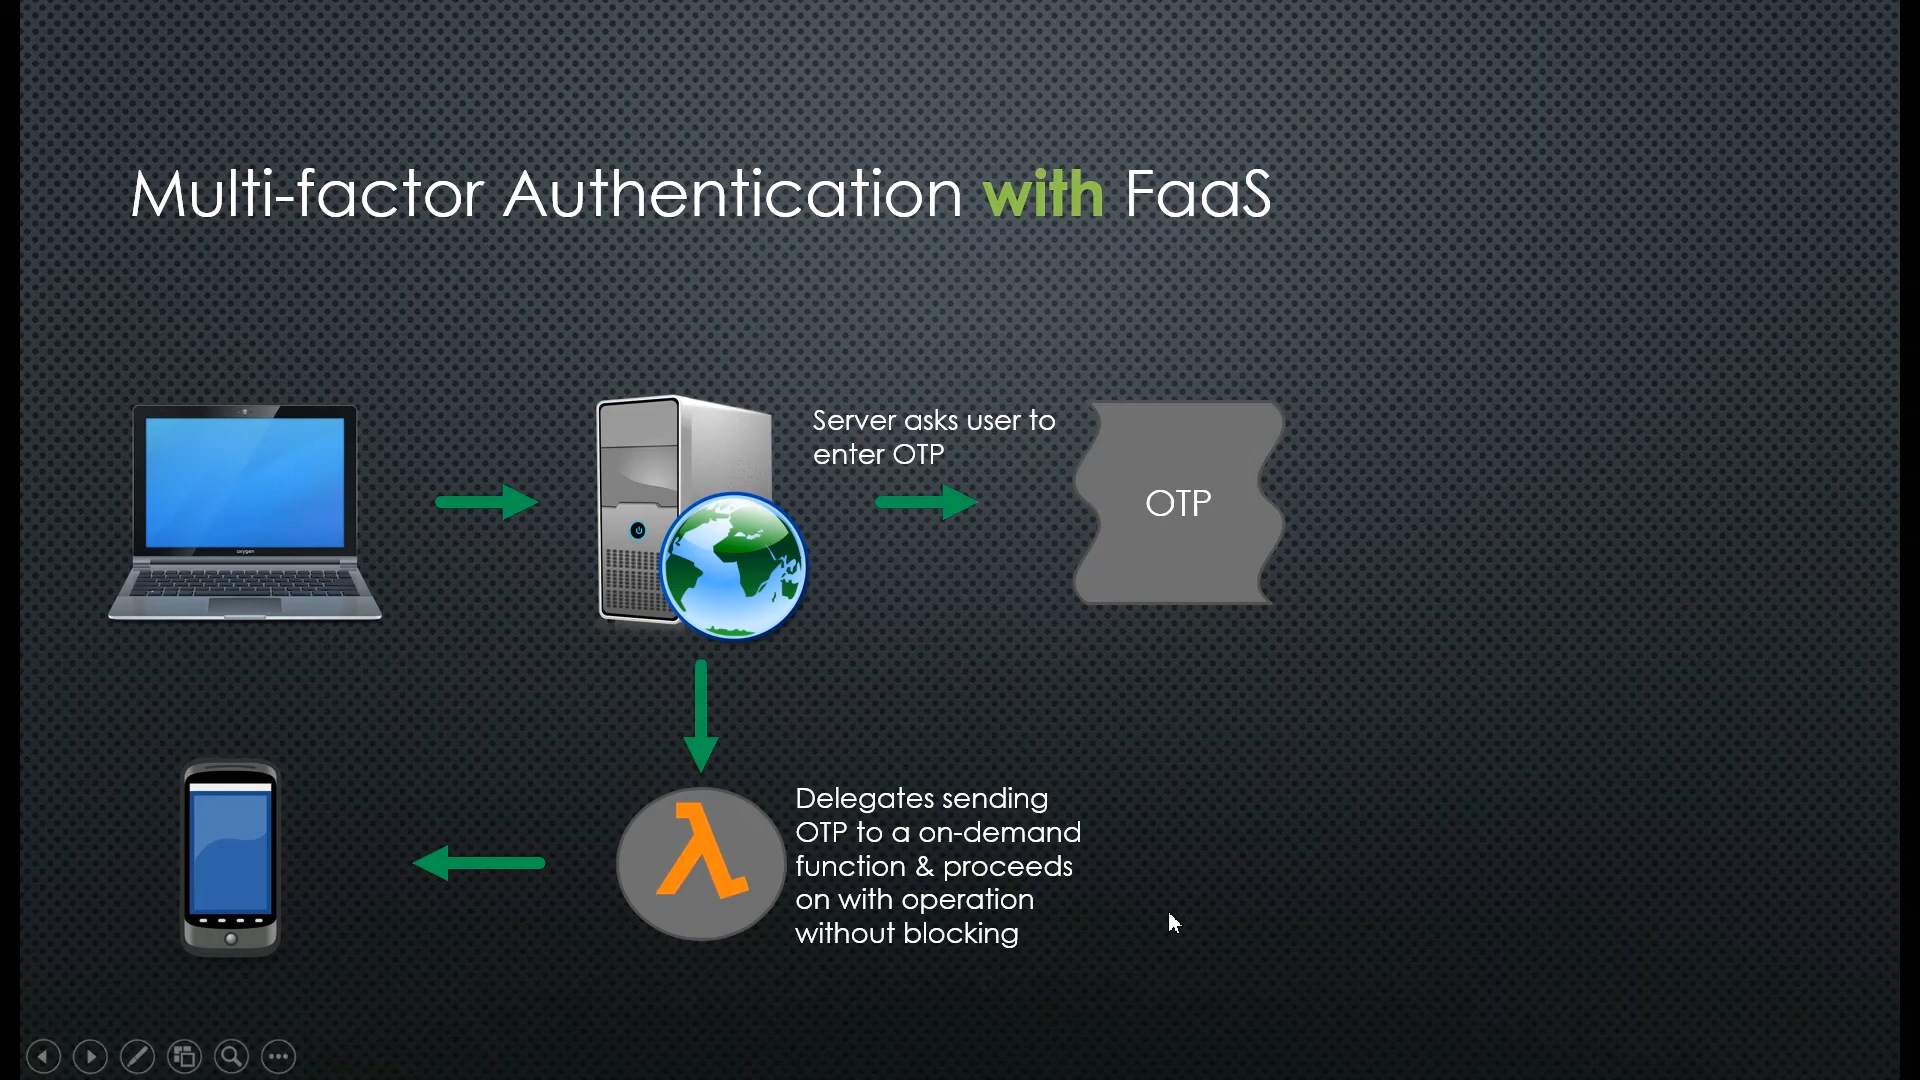 Multi-factor Authentication with FaaS
Server asks user to
enter OTP
OTP
oxygen
λ
Delegates sending
OTP to a on-demand
function & proceeds
on with operation
without blocking